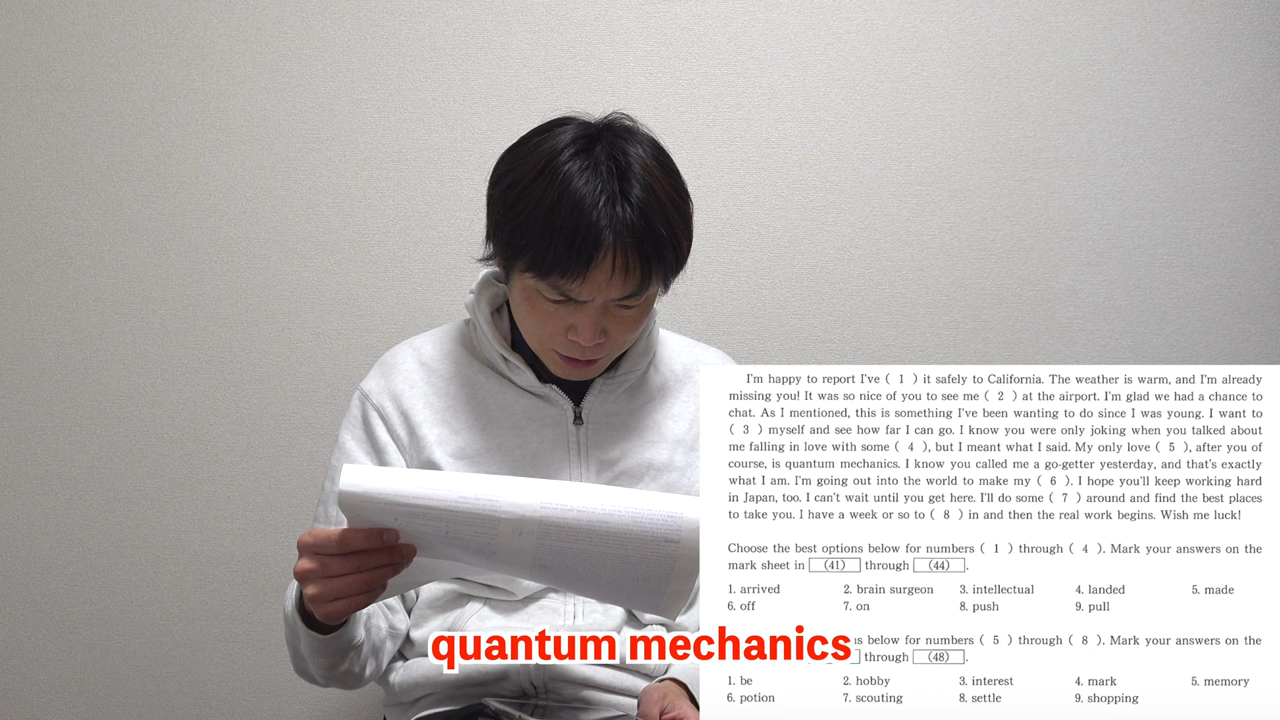 I'm happy to report I've ( 1 ) it safely to California. The weather is warm, and I'm already
missing you! It was so nice of you to see me ( 2 ) at the airport. I'm glad we had a chance to
chat. As I mentioned, this is something I've been wanting to do since I was young. I want to
( 3 ) myself and see how far I can go. I know you were only joking when you talked about
me falling in love with some ( 4 ), but I meant what I said. My only love ( 5 ), after you of
course, is quantum mechanics. I know you called me a go-getter yesterday, and that's exactly
what I am. I'm going out into the world to make my ( 6 ). I hope you'll keep working hard
in Japan, too. I can't wait until you get here. I'll do some ( 7 ) around and find the best places
to take you. I have a week or so to ( 8 ) in and then the real work begins. Wish me luck!
Choose the best options below for numbers ( 1 ) through ( 4 ). Mark your answers on the
mark sheet in (41) through (44).
1. arrived 2. brain surgeon 3. intellectual 4. landed 5. made
6. off 7. on 8. push 9. pull
quantum mechanics
below for numbers ( 5 ) through ( 8 ). Mark your answers on the
through (48).
1. be 2. hobby 3. interest 4. mark 5. memory
6. potion 7. scouting 8. settle 9. shopping